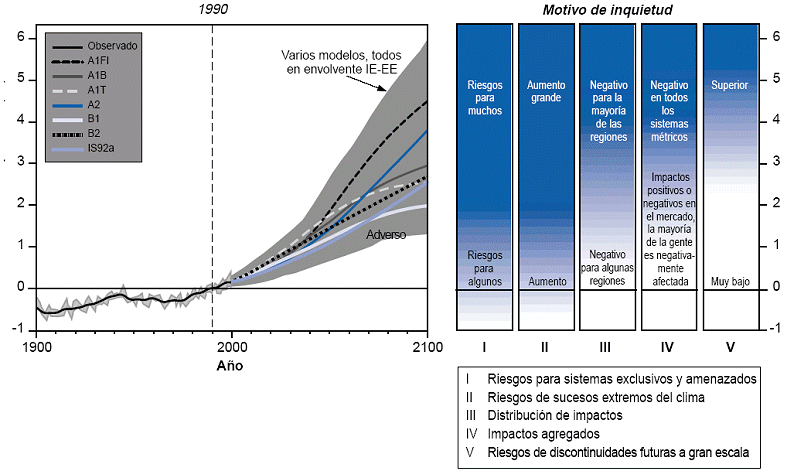 1990
6
5
4
3
2
1
0
-1
Observado
A1FI
A1B
A1T
A2
B1
B2
IS92a
Varios modelos, todos
en envolvente IE-EE
Adverso
1900
2000
2100
Año
Motivo de inquietud
Riesgos
para
muchos
Riesgos
para
algunos
Aumento
grande
Aumento
Negativo
para la
mayoría
de las
regiones
Negativo
para algunas
regiones
Negativo
en todos
los
sistemas
métricos
Impactos
positivos o
negativos en
el mercado,
la mayoría
de la gente
es negativa-
mente
afectada
Superior
Muy bajo
6
5
4
3
2
1
0
-1
I
II
III
IV
V
I Riesgos para sistemas exclusivos y amenazados
II Riesgos de sucesos extremos del clima
III Distribución de impactos
IV Impactos agregados
V Riesgos de discontinuidades futuras a gran escala